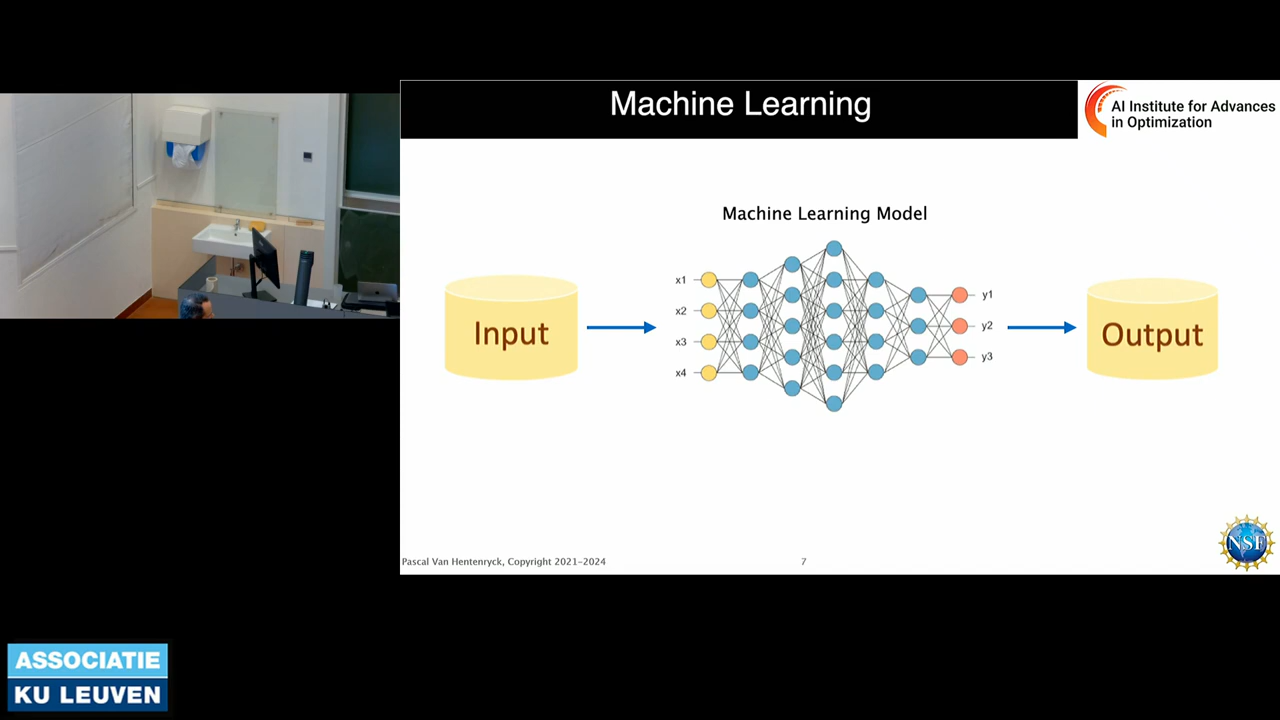 Machine Learning
AI Institute for Advances
in Optimization
Machine Learning Model
x1
x2
x3
x4
y1
y2
y3
Input
Output
Pascal Van Hentenryck, Copyright 2021-2024
7
NSF
ASSOCIATIE
KU LEUVEN